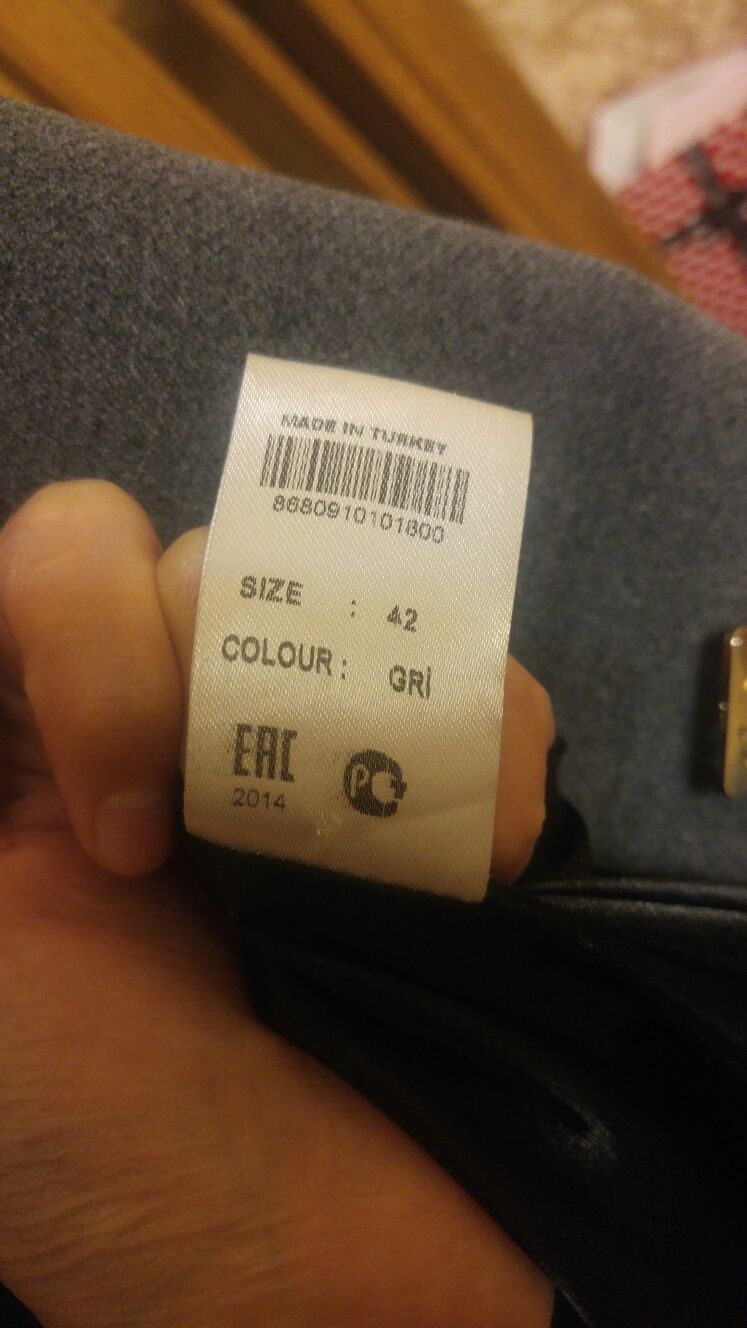 MADE IN TURKEY
8680910101800
SIZE : 42
COLOUR : GRİ
EAC
2014
PC